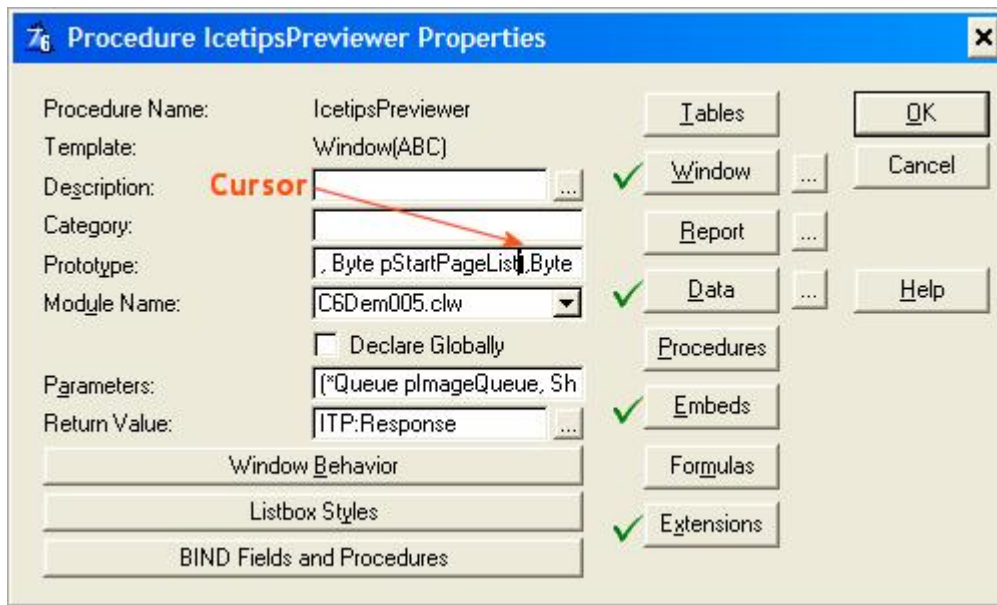 Procedure IcetipsPreviewer Properties
Procedure Name: IcetipsPreviewer Tables OK
Template: Window(ABC)
Description: ... Window ... Cancel
Cursor
Category: Report ...
Prototype: , Byte pStartPageList,Byte
Module Name: C6Dem005.clw Data ... Help
Declare Globally Procedures
Parameters: (*Queue pImageQueue, Sh
Return Value: ITP:Response ... Embeds
Window Behavior Formulas
Listbox Styles
BIND Fields and Procedures Extensions